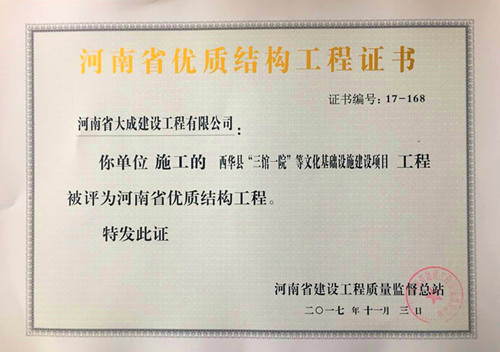 河南省优质结构工程证书
证书编号：17-168
河南省大成建设工程有限公司：
你单位 施工的 西华县“三馆一院”等文化基础设施建设项目 工程
被评为河南省优质结构工程。
特发此证
河南省建设工程质量监督总站
二〇一七年十一月三日